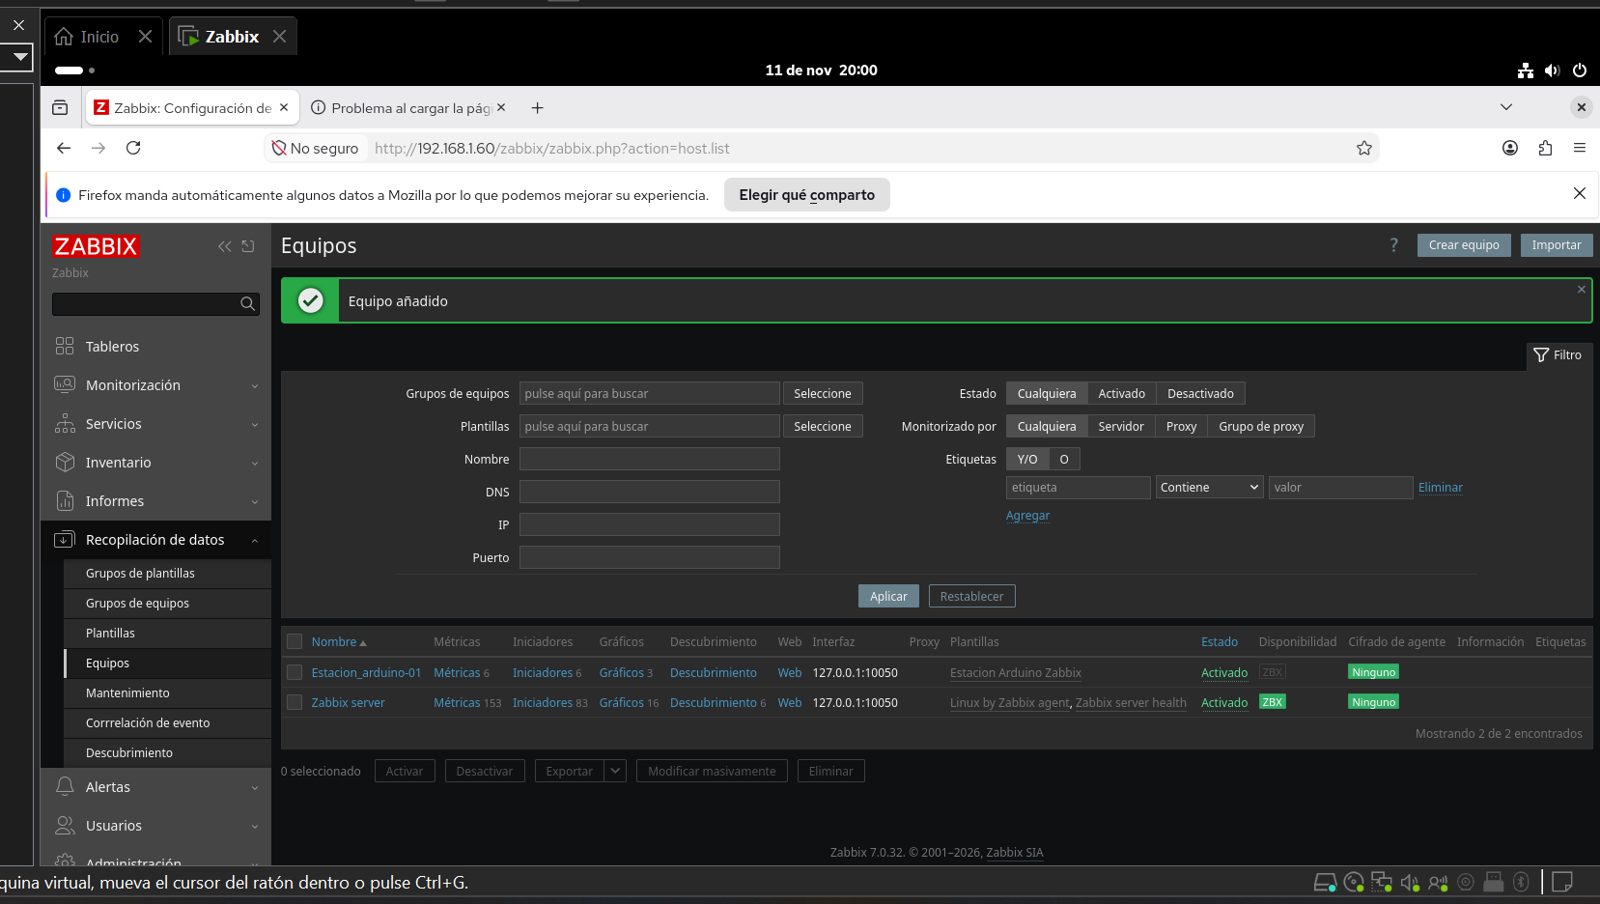 Inicio
Zabbix
11 de nov 20:00
Zabbix: Configuración de
Problema al cargar la pág
No seguro
http://192.168.1.60/zabbix/zabbix.php?action=host.list
Firefox manda automáticamente algunos datos a Mozilla por lo que podemos mejorar su experiencia.
Elegir qué comparto
ZABBIX
Zabbix
Tableros
Monitorización
Servicios
Inventario
Informes
Recopilación de datos
Grupos de plantillas
Grupos de equipos
Plantillas
Equipos
Mantenimiento
Corrrelación de evento
Descubrimiento
Alertas
Usuarios
Administración
Equipos
? Crear equipo Importar
Equipo añadido
Filtro
Grupos de equipos pulse aquí para buscar Seleccione
Plantillas pulse aquí para buscar Seleccione
Nombre
DNS
IP
Puerto
Estado Cualquiera Activado Desactivado
Monitorizado por Cualquiera Servidor Proxy Grupo de proxy
Etiquetas Y/O O
etiqueta Contiene valor Eliminar
Agregar
Aplicar Restablecer
Nombre Métricas Iniciadores Gráficos Descubrimiento Web Interfaz Proxy Plantillas Estado Disponibilidad Cifrado de agente Información Etiquetas
Estacion_arduino-01 Métricas 6 Iniciadores 6 Gráficos 3 Descubrimiento Web 127.0.0.1:10050 Estacion Arduino Zabbix Activado ZBX Ninguno
Zabbix server Métricas 153 Iniciadores 83 Gráficos 16 Descubrimiento 6 Web 127.0.0.1:10050 Linux by Zabbix agent, Zabbix server health Activado ZBX Ninguno
Mostrando 2 de 2 encontrados
0 seleccionado Activar Desactivar Exportar Modificar masivamente Eliminar
Zabbix 7.0.32. © 2001–2026, Zabbix SIA
quina virtual, mueva el cursor del ratón dentro o pulse Ctrl+G.